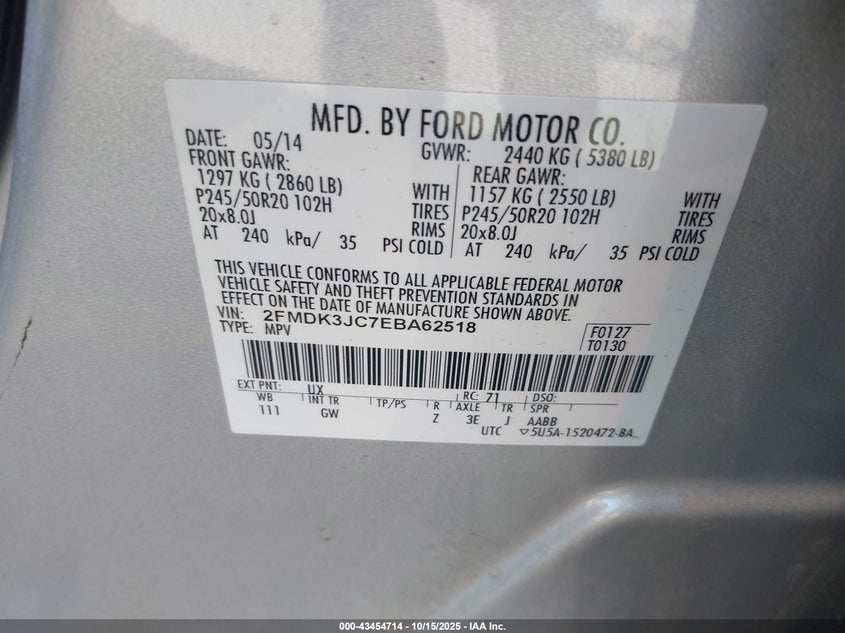 MFD. BY FORD MOTOR CO.
DATE: 05/14 GVWR: 2440 KG ( 5380 LB)
FRONT GAWR: REAR GAWR:
1297 KG ( 2860 LB) WITH 1157 KG ( 2550 LB) WITH
P245/50R20 102H TIRES P245/50R20 102H TIRES
20x8.0J RIMS 20x8.0J RIMS
AT 240 kPa/ 35 PSI COLD AT 240 kPa/ 35 PSI COLD
THIS VEHICLE CONFORMS TO ALL APPLICABLE FEDERAL MOTOR
VEHICLE SAFETY AND THEFT PREVENTION STANDARDS IN
EFFECT ON THE DATE OF MANUFACTURE SHOWN ABOVE.
VIN: 2FMDK3JC7EBA62518
TYPE: MPV
F0127
T0130
EXT PNT: UX RC: 71 DSO:
WB INT TR TP/PS R AXLE TR SPR
111 GW Z 3E J AABB
UTC ▽5U5A-1520472-BA
000-43454714 - 10/15/2025 - IAA Inc.